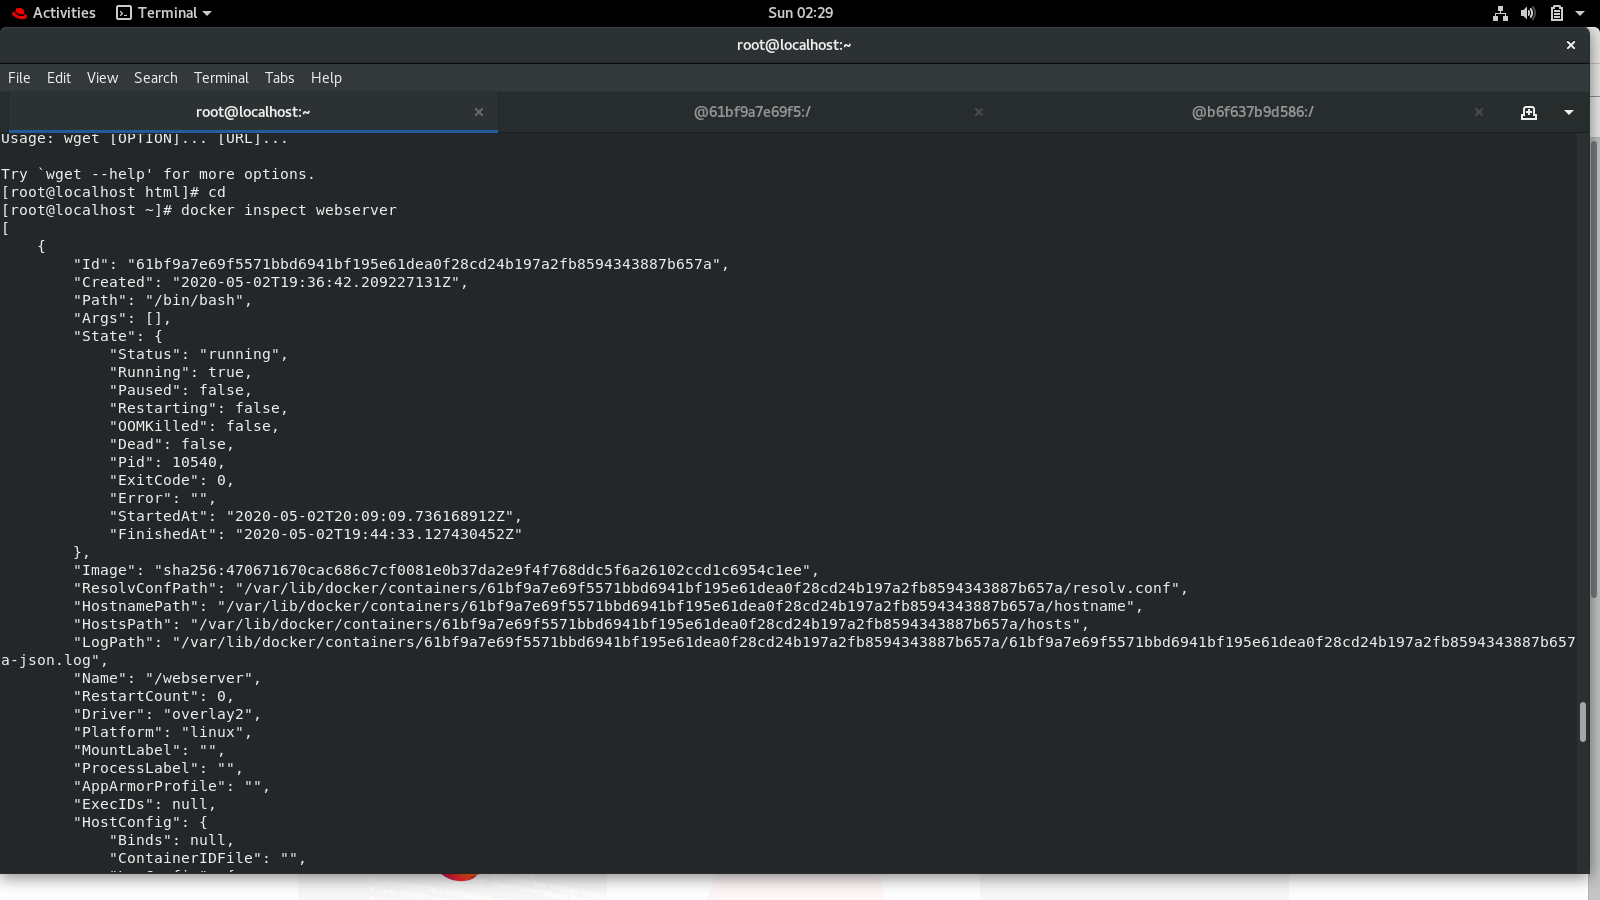 Activities Terminal Sun 02:29
root@localhost:~
File Edit View Search Terminal Tabs Help
root@localhost:~ @61bf9a7e69f5:/ @b6f637b9d586:/
Usage: wget [OPTION]... [URL]...
Try `wget --help' for more options.
[root@localhost html]# cd
[root@localhost ~]# docker inspect webserver
[
    {
        "Id": "61bf9a7e69f5571bbd6941bf195e61dea0f28cd24b197a2fb8594343887b657a",
        "Created": "2020-05-02T19:36:42.209227131Z",
        "Path": "/bin/bash",
        "Args": [],
        "State": {
            "Status": "running",
            "Running": true,
            "Paused": false,
            "Restarting": false,
            "OOMKilled": false,
            "Dead": false,
            "Pid": 10540,
            "ExitCode": 0,
            "Error": "",
            "StartedAt": "2020-05-02T20:09:09.736168912Z",
            "FinishedAt": "2020-05-02T19:44:33.127430452Z"
        },
        "Image": "sha256:470671670cac686c7cf0081e0b37da2e9f4f768ddc5f6a26102ccd1c6954c1ee",
        "ResolvConfPath": "/var/lib/docker/containers/61bf9a7e69f5571bbd6941bf195e61dea0f28cd24b197a2fb8594343887b657a/resolv.conf",
        "HostnamePath": "/var/lib/docker/containers/61bf9a7e69f5571bbd6941bf195e61dea0f28cd24b197a2fb8594343887b657a/hostname",
        "HostsPath": "/var/lib/docker/containers/61bf9a7e69f5571bbd6941bf195e61dea0f28cd24b197a2fb8594343887b657a/hosts",
        "LogPath": "/var/lib/docker/containers/61bf9a7e69f5571bbd6941bf195e61dea0f28cd24b197a2fb8594343887b657a/61bf9a7e69f5571bbd6941bf195e61dea0f28cd24b197a2fb8594343887b657
a-json.log",
        "Name": "/webserver",
        "RestartCount": 0,
        "Driver": "overlay2",
        "Platform": "linux",
        "MountLabel": "",
        "ProcessLabel": "",
        "AppArmorProfile": "",
        "ExecIDs": null,
        "HostConfig": {
            "Binds": null,
            "ContainerIDFile": "",